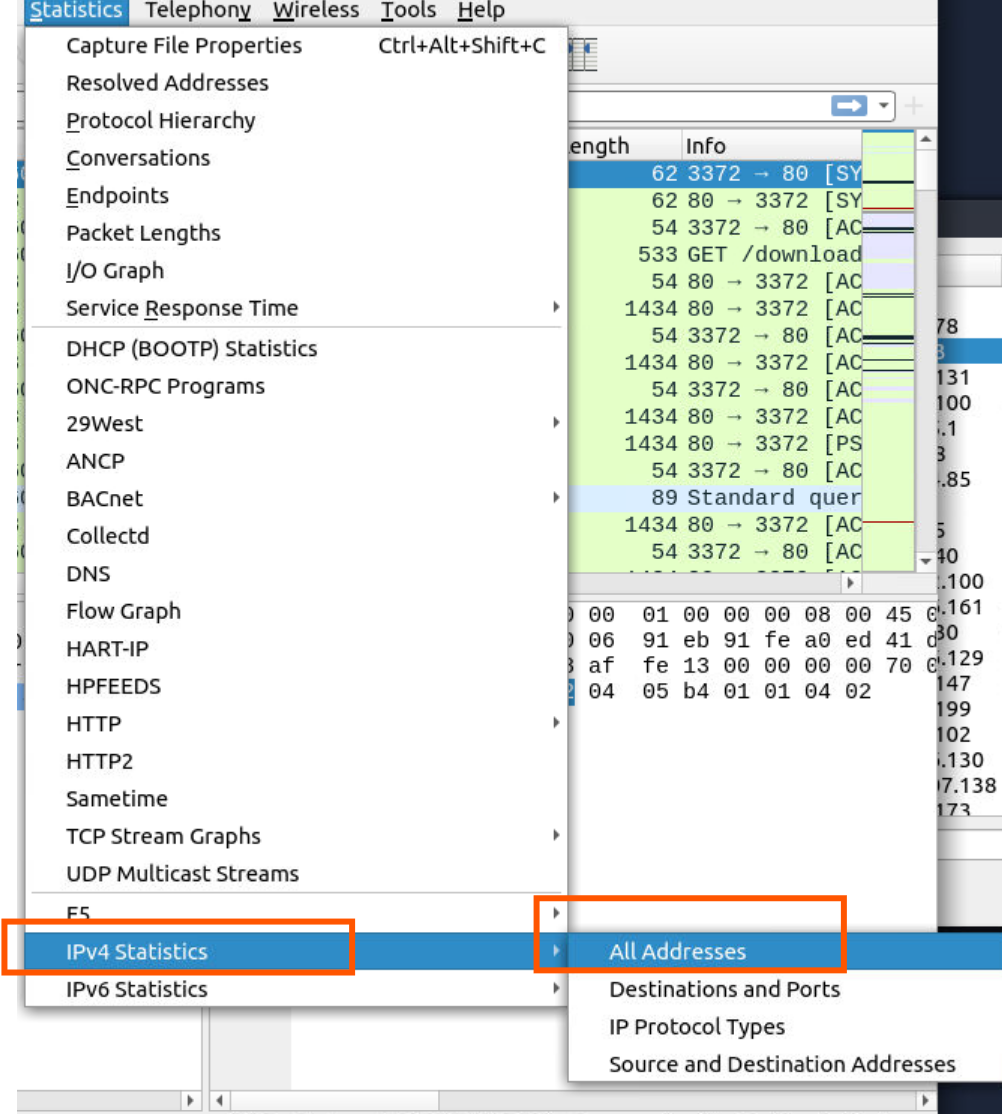 Statistics Telephony Wireless Tools Help
Capture File Properties Ctrl+Alt+Shift+C
Resolved Addresses
Protocol Hierarchy
Conversations
Endpoints
Packet Lengths
I/O Graph
Service Response Time
DHCP (BOOTP) Statistics
ONC-RPC Programs
29West
ANCP
BACnet
Collectd
DNS
Flow Graph
HART-IP
HPFEEDS
HTTP
HTTP2
Sametime
TCP Stream Graphs
UDP Multicast Streams
F5
IPv4 Statistics
IPv6 Statistics
All Addresses
Destinations and Ports
IP Protocol Types
Source and Destination Addresses
ength Info
62 3372 → 80 [SY
62 80 → 3372 [SY
54 3372 → 80 [AC
533 GET /download
54 80 → 3372 [AC
1434 80 → 3372 [AC
54 3372 → 80 [AC
1434 80 → 3372 [AC
54 3372 → 80 [AC
1434 80 → 3372 [AC
1434 80 → 3372 [PS
54 3372 → 80 [AC
89 Standard quer
1434 80 → 3372 [AC
54 3372 → 80 [AC
00 01 00 00 00 08 00 45
06 91 eb 91 fe a0 ed 41
af fe 13 00 00 00 00 70
04 05 b4 01 01 04 02
78
3
131
100
.1
3
.85
5
40
.100
.161
30
.129
147
199
102
.130
07.138
173